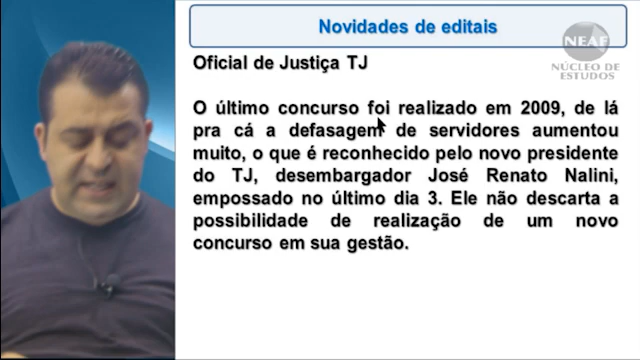 Novidades de editais
NEAF
NÚCLEO DE
ESTUDOS
Oficial de Justiça TJ
O último concurso foi realizado em 2009, de lá
pra cá a defasagem de servidores aumentou
muito, o que é reconhecido pelo novo presidente
do TJ, desembargador José Renato Nalini,
empossado no último dia 3. Ele não descarta a
possibilidade de realização de um novo
concurso em sua gestão.